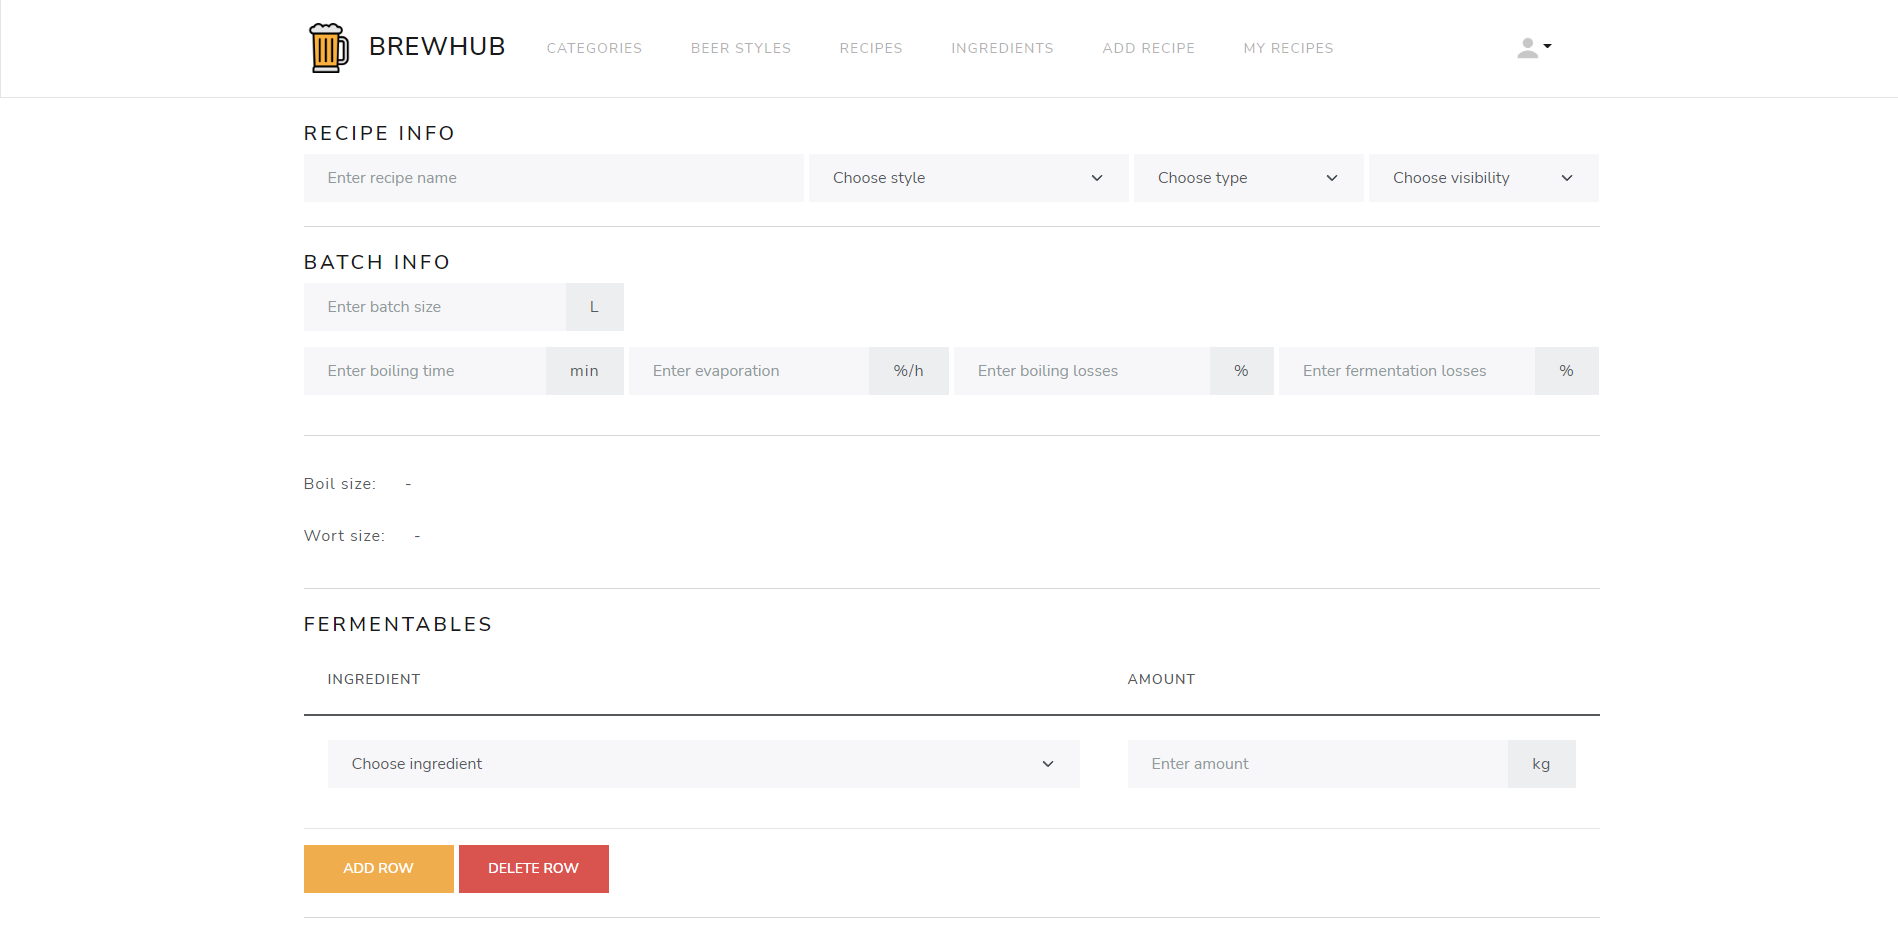 BREWHUB CATEGORIES BEER STYLES RECIPES INGREDIENTS ADD RECIPE MY RECIPES
RECIPE INFO
Enter recipe name Choose style Choose type Choose visibility
BATCH INFO
Enter batch size L
Enter boiling time min Enter evaporation %/h Enter boiling losses % Enter fermentation losses %
Boil size: -
Wort size: -
FERMENTABLES
INGREDIENT AMOUNT
Choose ingredient Enter amount kg
ADD ROW DELETE ROW